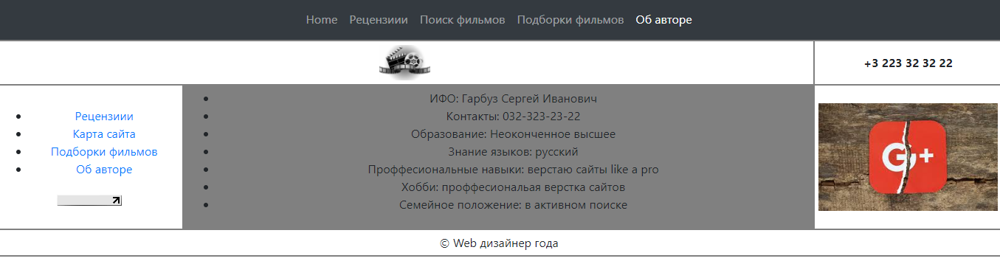 Home Рецензиии Поиск фильмов Подборки фильмов Об авторе
+3 223 32 32 22
Рецензиии
Карта сайта
Подборки фильмов
Об авторе
ИФО: Гарбуз Сергей Иванович
Контакты: 032-323-23-22
Образование: Неоконченное высшее
Знание языков: русский
Проффесиональные навыки: верстаю сайты like a pro
Хобби: проффесиональая верстка сайтов
Семейное положение: в активном поиске
G+
© Web дизайнер года